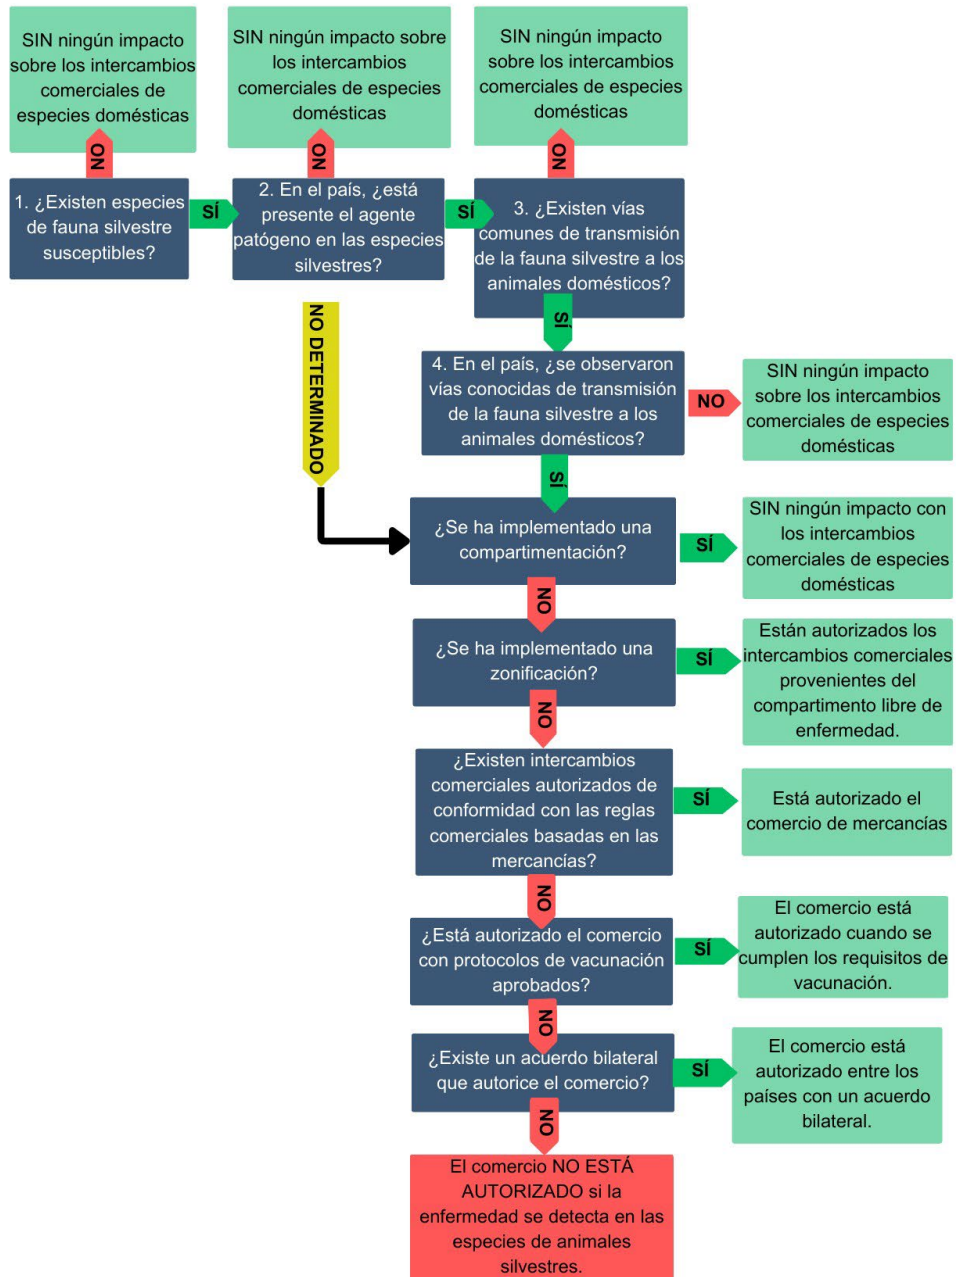 SIN ningún impacto
sobre los intercambios
comerciales de
especies domésticas
SIN ningún impacto sobre
los intercambios
comerciales de especies
domésticas
SIN ningún impacto
sobre los intercambios
comerciales de especies
domésticas
NO
NO
NO
1. ¿Existen especies
de fauna silvestre
susceptibles?
SÍ
2. En el país, ¿está
presente el agente
patógeno en las especies
silvestres?
SÍ
3. ¿Existen vías
comunes de transmisión
de la fauna silvestre a los
animales domésticos?
NO DETERMINADO
SÍ
4. En el país, ¿se observaron
vías conocidas de transmisión
de la fauna silvestre a los
animales domésticos?
NO
SIN ningún impacto
sobre los intercambios
comerciales de especies
domésticas
SÍ
¿Se ha implementado una
compartimentación?
SÍ
SIN ningún impacto con
los intercambios
comerciales de especies
domésticas
NO
¿Se ha implementado una
zonificación?
SÍ
Están autorizados los
intercambios comerciales
provenientes del
compartimento libre de
enfermedad.
NO
¿Existen intercambios
comerciales autorizados de
conformidad con las reglas
comerciales basadas en las
mercancías?
SÍ
Está autorizado el
comercio de mercancías
NO
¿Está autorizado el comercio
con protocolos de vacunación
aprobados?
SÍ
El comercio está
autorizado cuando se
cumplen los requisitos de
vacunación.
NO
¿Existe un acuerdo bilateral
que autorice el comercio?
SÍ
El comercio está
autorizado entre los
países con un acuerdo
bilateral.
NO
El comercio NO ESTÁ
AUTORIZADO si la
enfermedad se detecta en las
especies de animales
silvestres.